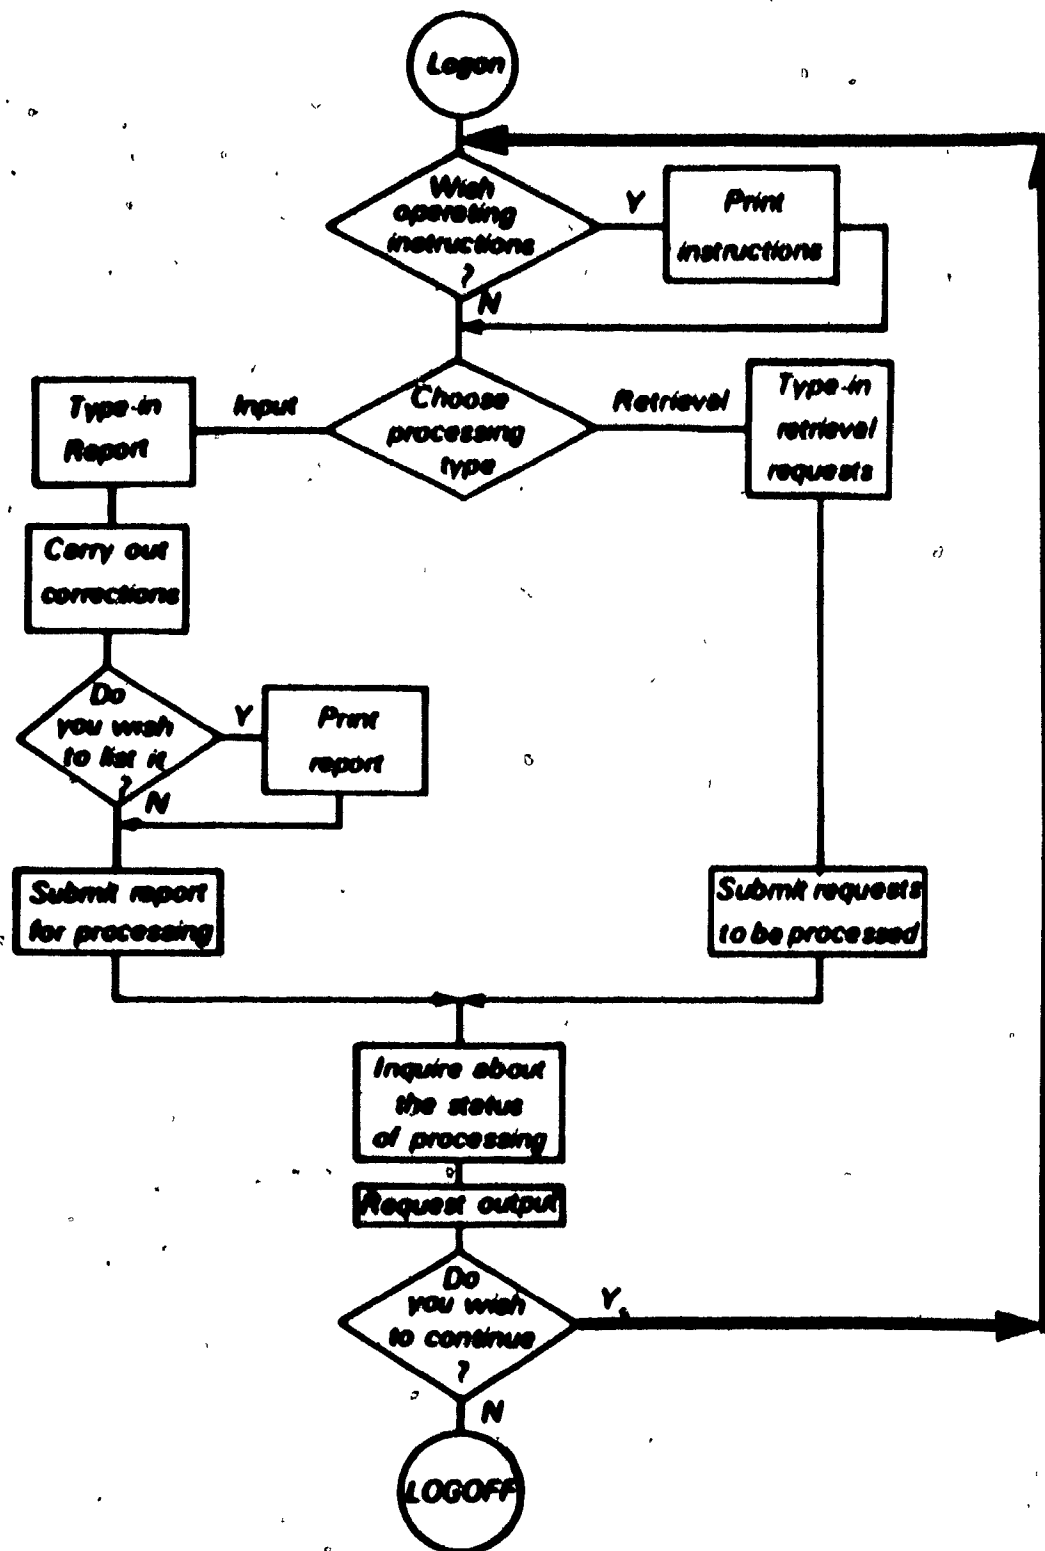 Logon
Wish
operating
instructions
?
Y
Print
instructions
N
Choose
processing
type
Input
Retrieval
Type-in
Report
Type-in
retrieval
requests
Carry out
corrections
Do
you wish
to list it
?
Y
Print
report
N
Submit report
for processing
Submit requests
to be processed
Inquire about
the status
of processing
Request output
Do
you wish
to continue
?
Y
N
LOGOFF